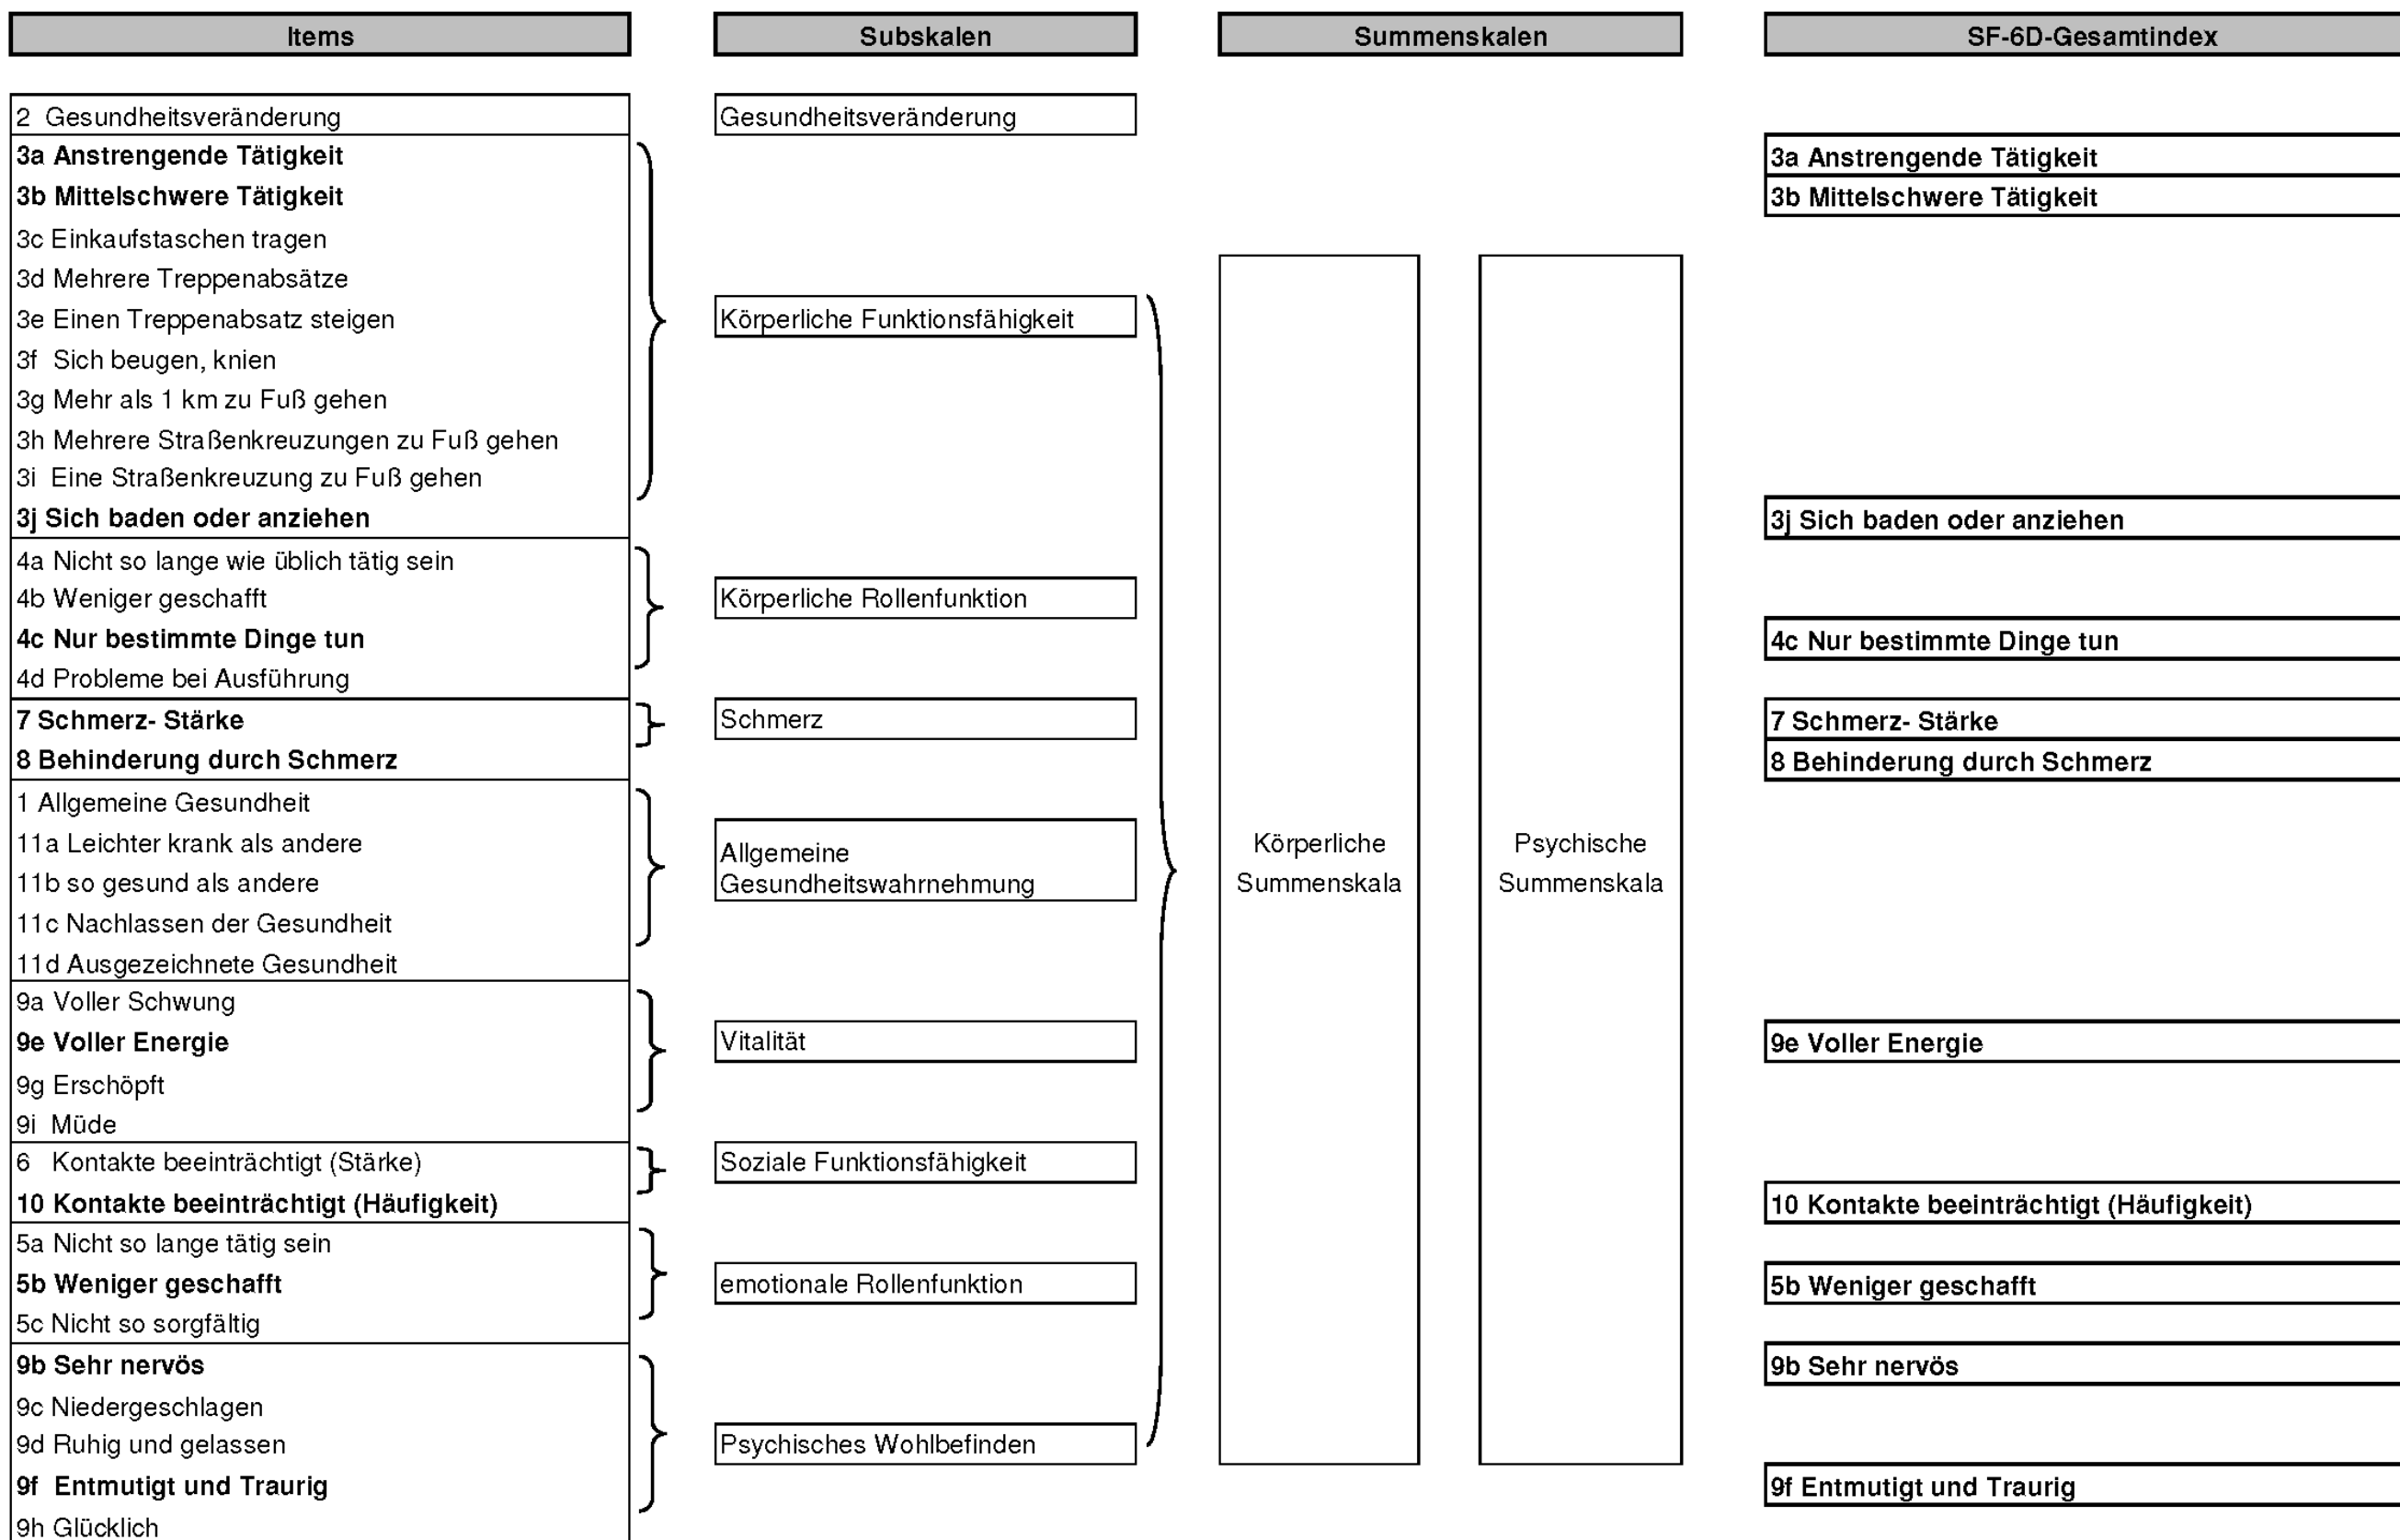 Items
Subskalen
Summenskalen
SF-6D-Gesamtindex
2 Gesundheitsveränderung
3a Anstrengende Tätigkeit
3b Mittelschwere Tätigkeit
3c Einkaufstaschen tragen
3d Mehrere Treppenabsätze
3e Einen Treppenabsatz steigen
3f Sich beugen, knien
3g Mehr als 1 km zu Fuß gehen
3h Mehrere Straßenkreuzungen zu Fuß gehen
3i Eine Straßenkreuzung zu Fuß gehen
3j Sich baden oder anziehen
4a Nicht so lange wie üblich tätig sein
4b Weniger geschafft
4c Nur bestimmte Dinge tun
4d Probleme bei Ausführung
7 Schmerz- Stärke
8 Behinderung durch Schmerz
1 Allgemeine Gesundheit
11a Leichter krank als andere
11b so gesund als andere
11c Nachlassen der Gesundheit
11d Ausgezeichnete Gesundheit
9a Voller Schwung
9e Voller Energie
9g Erschöpft
9i Müde
6 Kontakte beeinträchtigt (Stärke)
10 Kontakte beeinträchtigt (Häufigkeit)
5a Nicht so lange tätig sein
5b Weniger geschafft
5c Nicht so sorgfältig
9b Sehr nervös
9c Niedergeschlagen
9d Ruhig und gelassen
9f Entmutigt und Traurig
9h Glücklich
Gesundheitsveränderung
Körperliche Funktionsfähigkeit
Körperliche Rollenfunktion
Schmerz
Allgemeine
Gesundheitswahrnehmung
Vitalität
Soziale Funktionsfähigkeit
emotionale Rollenfunktion
Psychisches Wohlbefinden
Körperliche
Summenskala
Psychische
Summenskala
3a Anstrengende Tätigkeit
3b Mittelschwere Tätigkeit
3j Sich baden oder anziehen
4c Nur bestimmte Dinge tun
7 Schmerz- Stärke
8 Behinderung durch Schmerz
9e Voller Energie
10 Kontakte beeinträchtigt (Häufigkeit)
5b Weniger geschafft
9b Sehr nervös
9f Entmutigt und Traurig